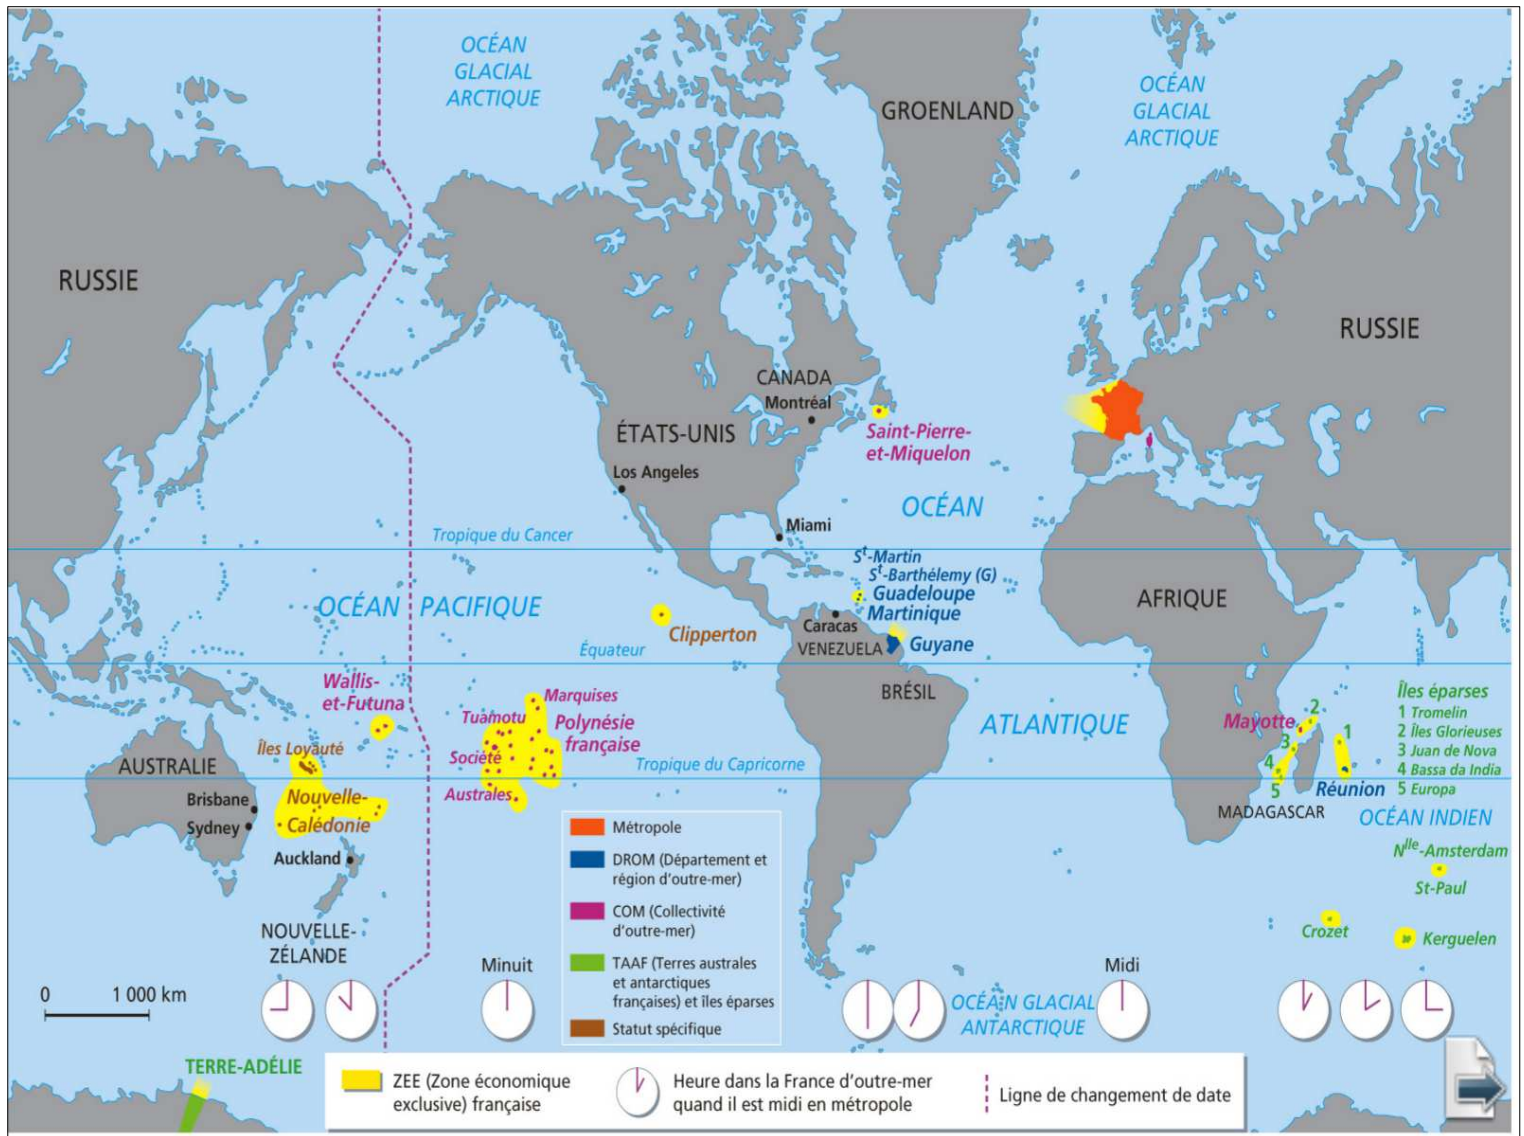 OCÉAN
GLACIAL
ARCTIQUE
GROENLAND
OCÉAN
GLACIAL
ARCTIQUE
RUSSIE
RUSSIE
CANADA
Montréal
ÉTATS-UNIS
Saint-Pierre-
et-Miquelon
Los Angeles
OCÉAN
Miami
Tropique du Cancer
St-Martin
St-Barthélemy (G)
Guadeloupe
Martinique
OCÉAN PACIFIQUE
AFRIQUE
Clipperton
Caracas
VENEZUELA
Guyane
Équateur
BRÉSIL
Wallis-
et-Futuna
Marquises
Tuamotu
Polynésie
française
Société
Australes
ATLANTIQUE
Mayotte
Îles éparses
1 Tromelin
2 Îles Glorieuses
3 Juan de Nova
4 Bassa da India
5 Europa
2
1
3
4
5
Îles Loyauté
AUSTRALIE
Tropique du Capricorne
Réunion
MADAGASCAR
OCÉAN INDIEN
Brisbane
Sydney
Nouvelle-
Calédonie
Auckland
Nlle-Amsterdam
St-Paul
Crozet
Kerguelen
NOUVELLE-
ZÉLANDE
Métropole
DROM (Département et
région d'outre-mer)
COM (Collectivité
d'outre-mer)
TAAF (Terres australes
et antarctiques
françaises) et îles éparses
Statut spécifique
Minuit
Midi
0 1 000 km
OCÉAN GLACIAL
ANTARCTIQUE
TERRE-ADÉLIE
ZEE (Zone économique
exclusive) française
Heure dans la France d'outre-mer
quand il est midi en métropole
Ligne de changement de date